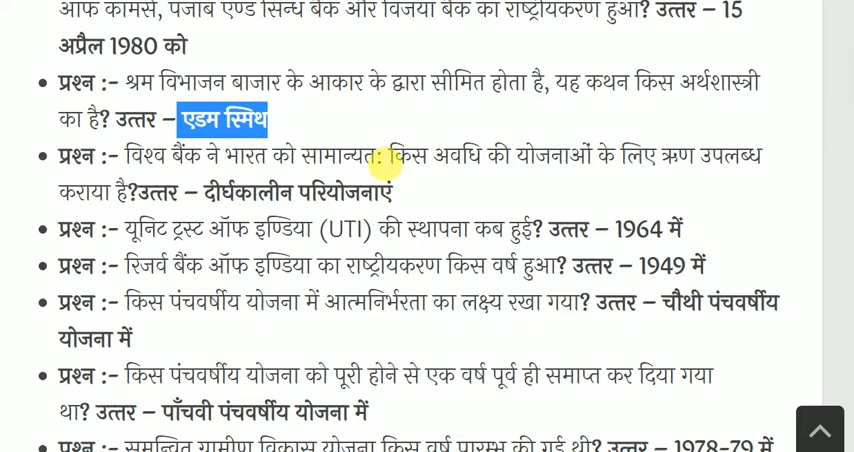 ऑफ कॉमर्स, पंजाब एण्ड सिन्ध बैंक और विजया बैंक का राष्ट्रीयकरण हुआ? उत्तर – 15
अप्रैल 1980 को
• प्रश्न :- श्रम विभाजन बाजार के आकार के द्वारा सीमित होता है, यह कथन किस अर्थशास्त्री
का है? उत्तर – एडम स्मिथ
• प्रश्न :- विश्व बैंक ने भारत को सामान्यत: किस अवधि की योजनाओं के लिए ऋण उपलब्ध
कराया है?उत्तर – दीर्घकालीन परियोजनाएं
• प्रश्न :- यूनिट ट्रस्ट ऑफ इण्डिया (UTI) की स्थापना कब हुई? उत्तर – 1964 में
• प्रश्न :- रिजर्व बैंक ऑफ इण्डिया का राष्ट्रीयकरण किस वर्ष हुआ? उत्तर – 1949 में
• प्रश्न :- किस पंचवर्षीय योजना में आत्मनिर्भरता का लक्ष्य रखा गया? उत्तर – चौथी पंचवर्षीय
योजना में
• प्रश्न :- किस पंचवर्षीय योजना को पूरी होने से एक वर्ष पूर्व ही समाप्त कर दिया गया
था? उत्तर – पाँचवी पंचवर्षीय योजना में
• प्रश्न :- समन्वित ग्रामीण विकास योजना किस वर्ष प्रारम्भ की गई थी? उत्तर – 1978-79 में